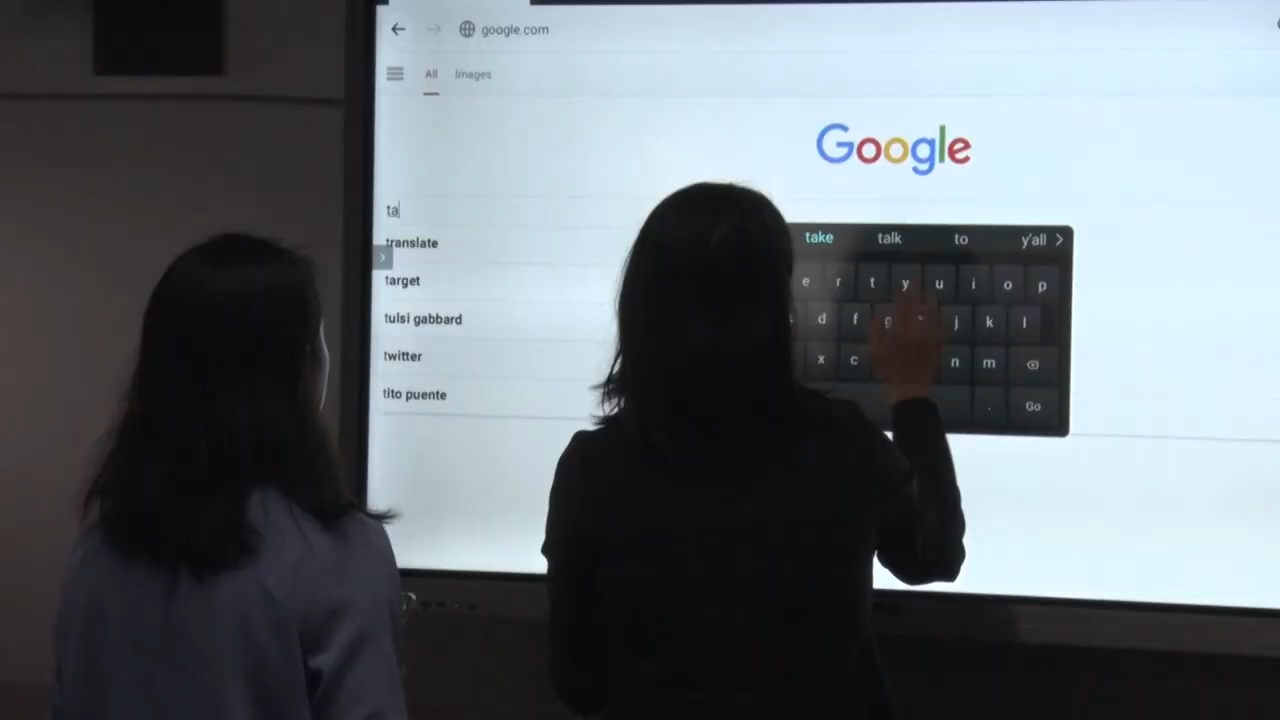 google.com
All Images
Google
ta
translate
target
tulsi gabbard
twitter
tito puente
take talk to y'all
e r t y u i o p
d f g j k l
x c n m
. Go